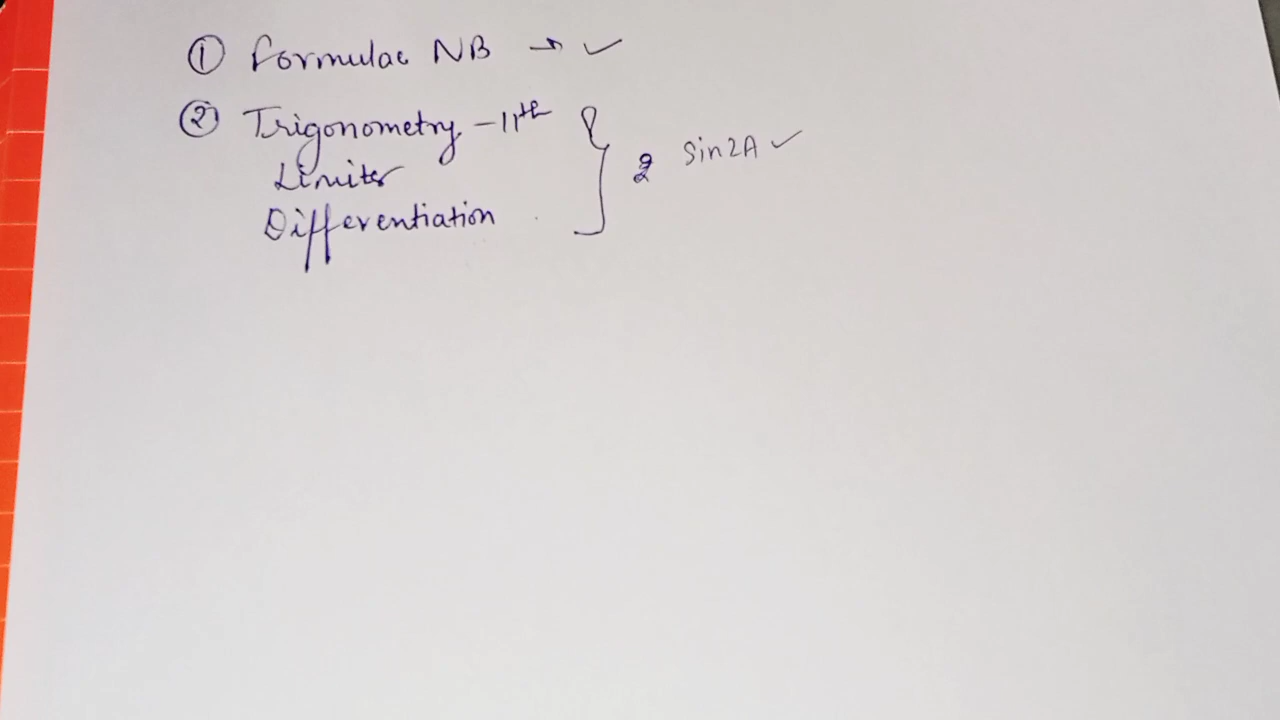 ① Formulae NB → ✓
② Trigonometry - 11th
Limits
Differentiation
2 sin2A ✓